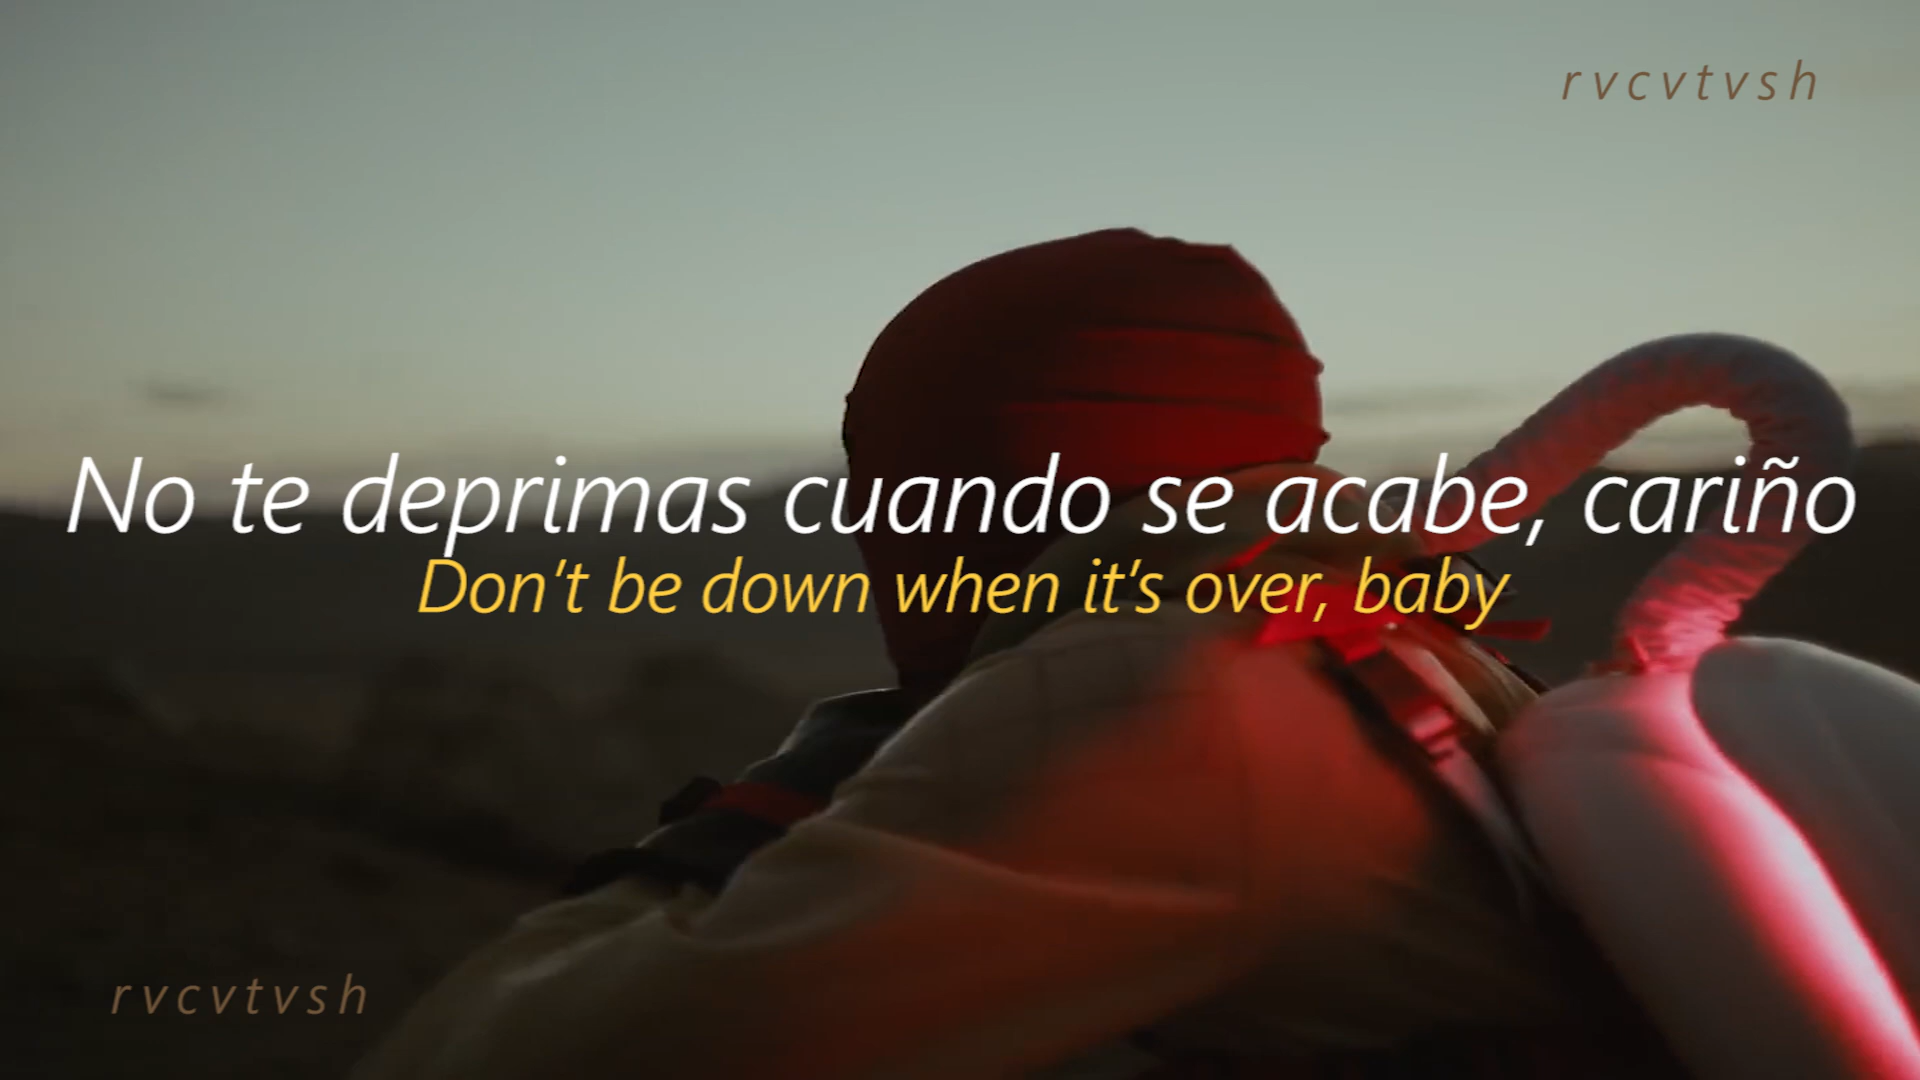 rvcvtvsh
No te deprimas cuando se acabe, cariño
Don't be down when it's over, baby
rvcvtvsh